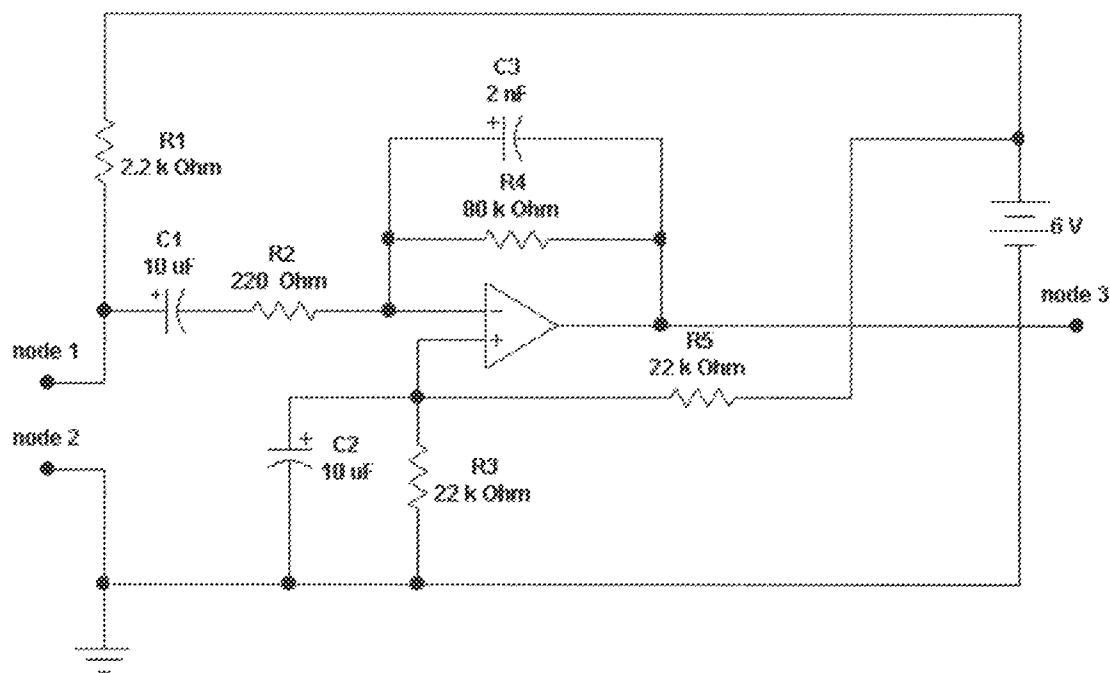 C3
2 nF
R1
2.2 k Ohm
R4
80 k Ohm
6 V
C1
10 uF
R2
220 Ohm
node 3
node 1
R5
22 k Ohm
node 2
C2
10 uF
R3
22 k Ohm